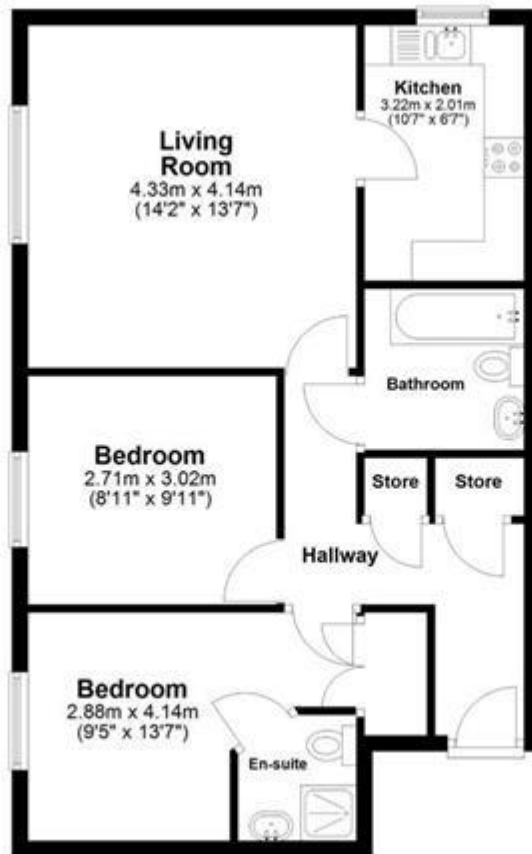 Kitchen
3.22m x 2.01m
(10'7" x 6'7")
Living
Room
4.33m x 4.14m
(14'2" x 13'7")
Bathroom
Bedroom
2.71m x 3.02m
(8'11" x 9'11")
Store
Store
Hallway
Bedroom
2.88m x 4.14m
(9'5" x 13'7")
En-suite